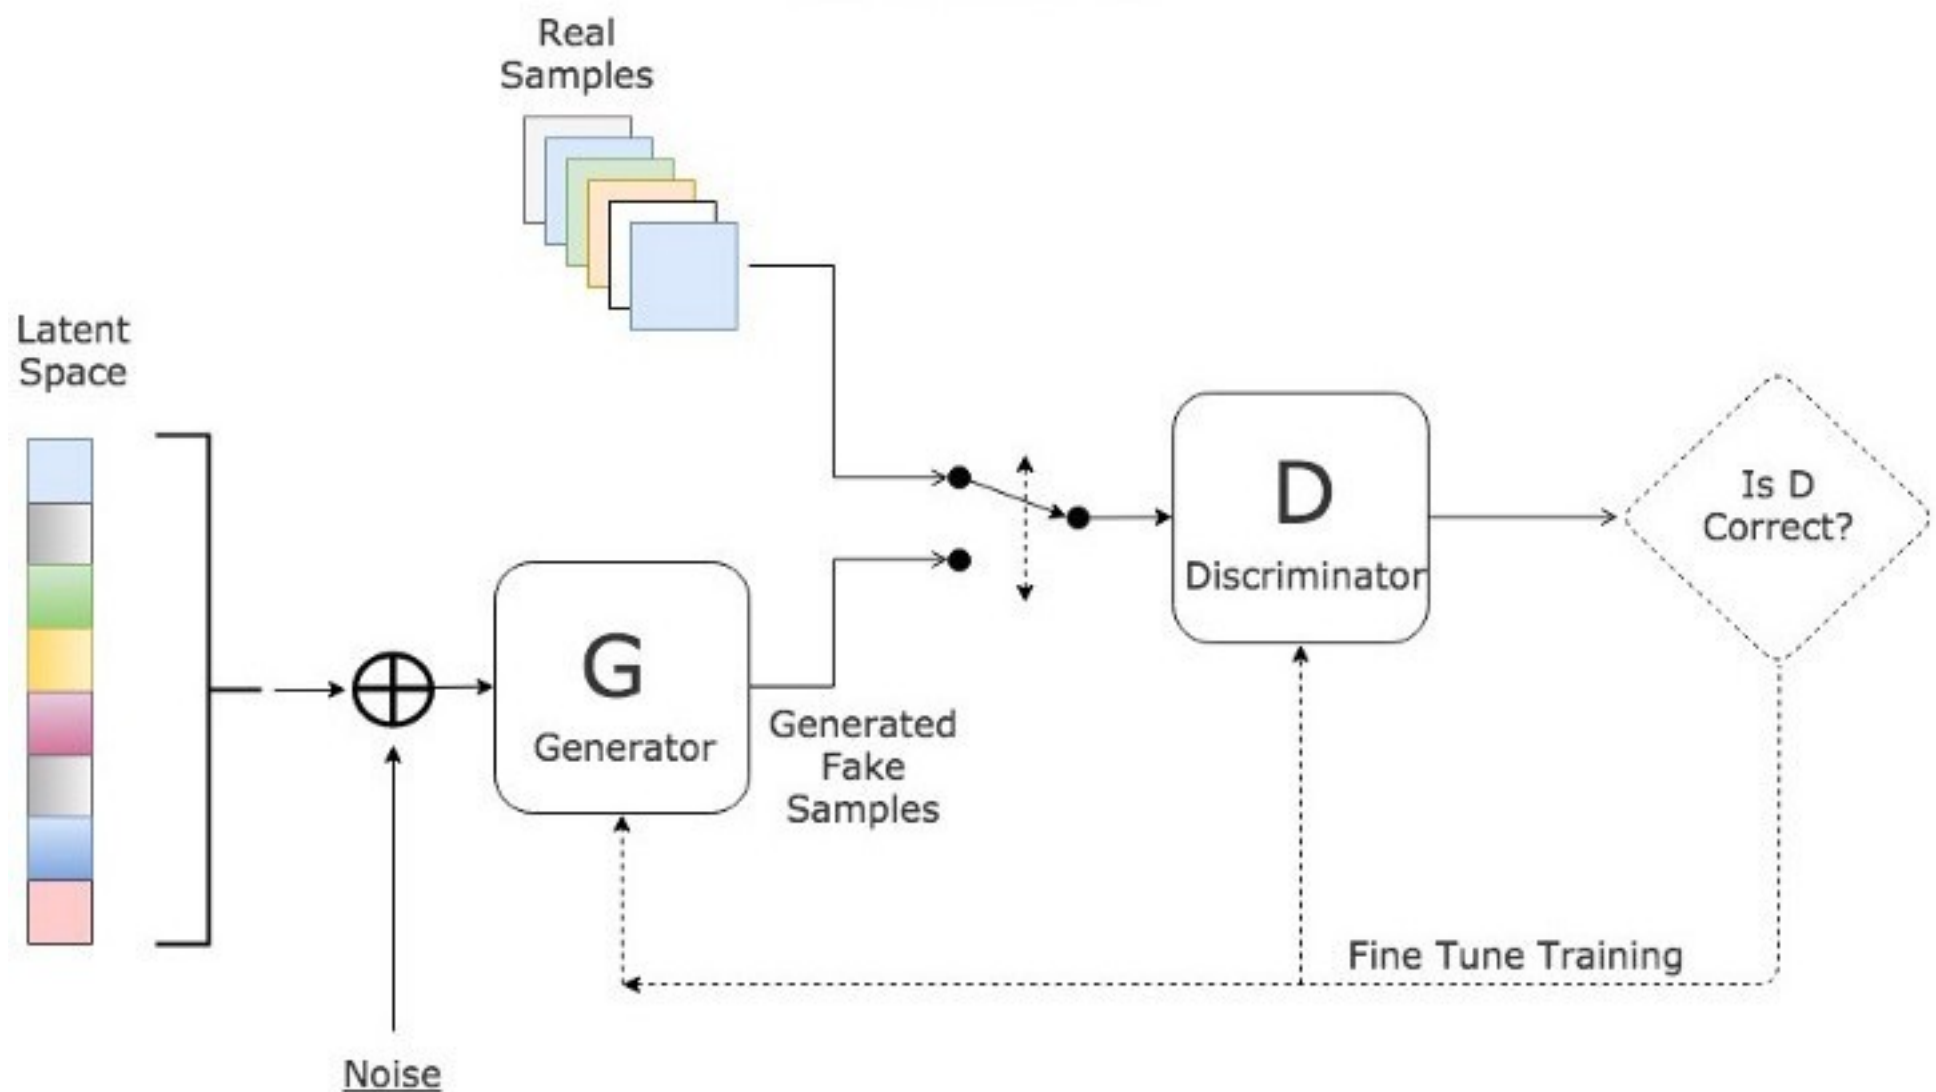 Real
Samples
Latent
Space
D
Discriminator
Is D
Correct?
G
Generator
Generated
Fake
Samples
Fine Tune Training
Noise